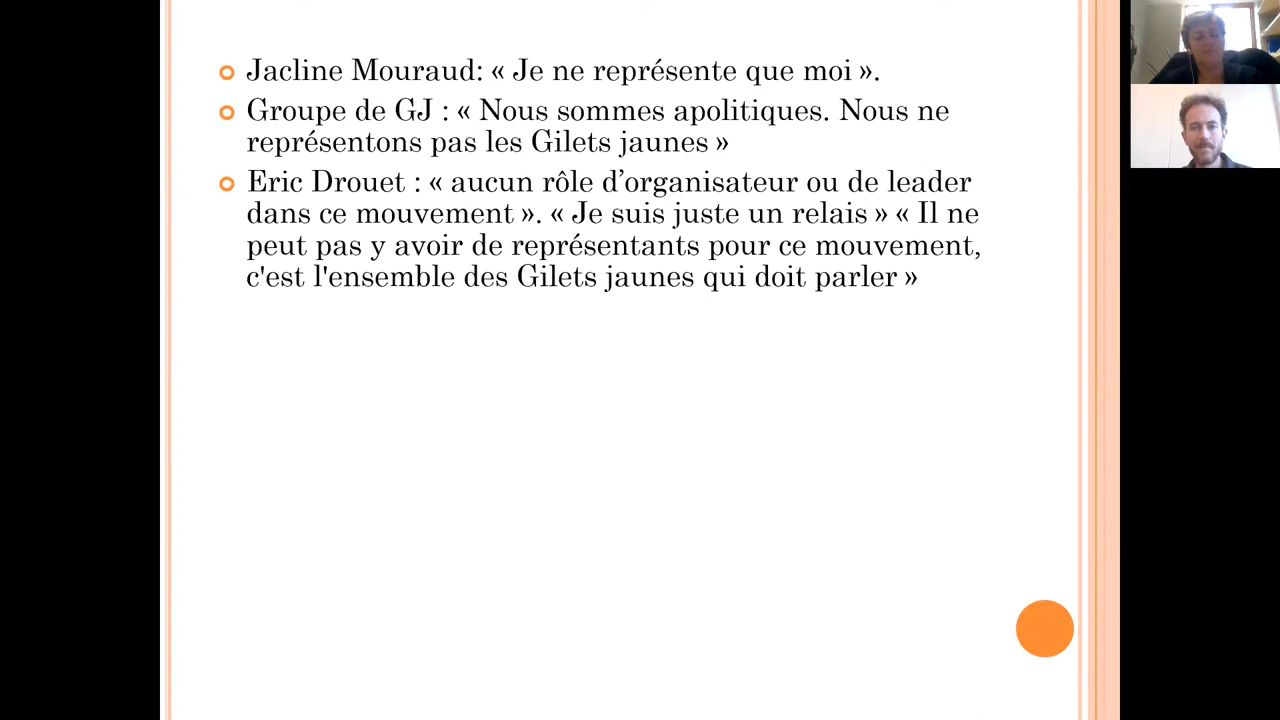 Jacline Mouraud: « Je ne représente que moi ».
Groupe de GJ : « Nous sommes apolitiques. Nous ne
représentons pas les Gilets jaunes »
Eric Drouet : « aucun rôle d’organisateur ou de leader
dans ce mouvement ». « Je suis juste un relais » « Il ne
peut pas y avoir de représentants pour ce mouvement,
c'est l'ensemble des Gilets jaunes qui doit parler »